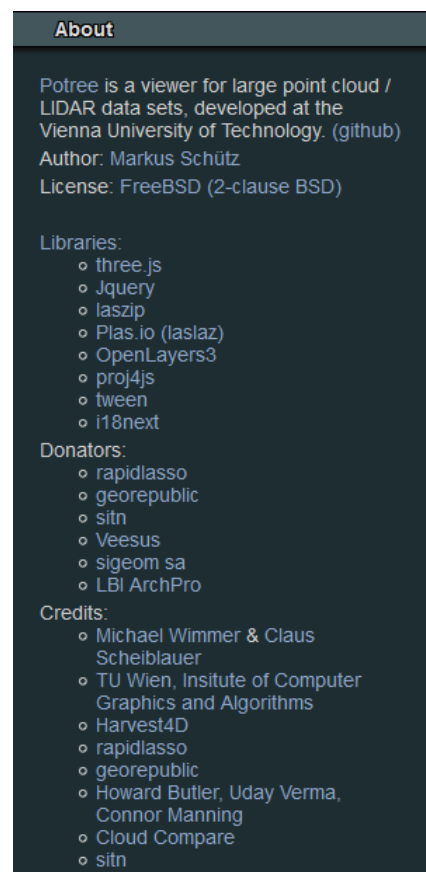 About
Potree is a viewer for large point cloud /
LIDAR data sets, developed at the
Vienna University of Technology. (github)
Author: Markus Schütz
License: FreeBSD (2-clause BSD)
Libraries:
three.js
Jquery
laszip
Plas.io (laslaz)
OpenLayers3
proj4js
tween
i18next
Donators:
rapidlasso
georepublic
sitn
Veesus
sigeom sa
LBI ArchPro
Credits:
Michael Wimmer & Claus
Scheiblauer
TU Wien, Insitute of Computer
Graphics and Algorithms
Harvest4D
rapidlasso
georepublic
Howard Butler, Uday Verma,
Connor Manning
Cloud Compare
sitn